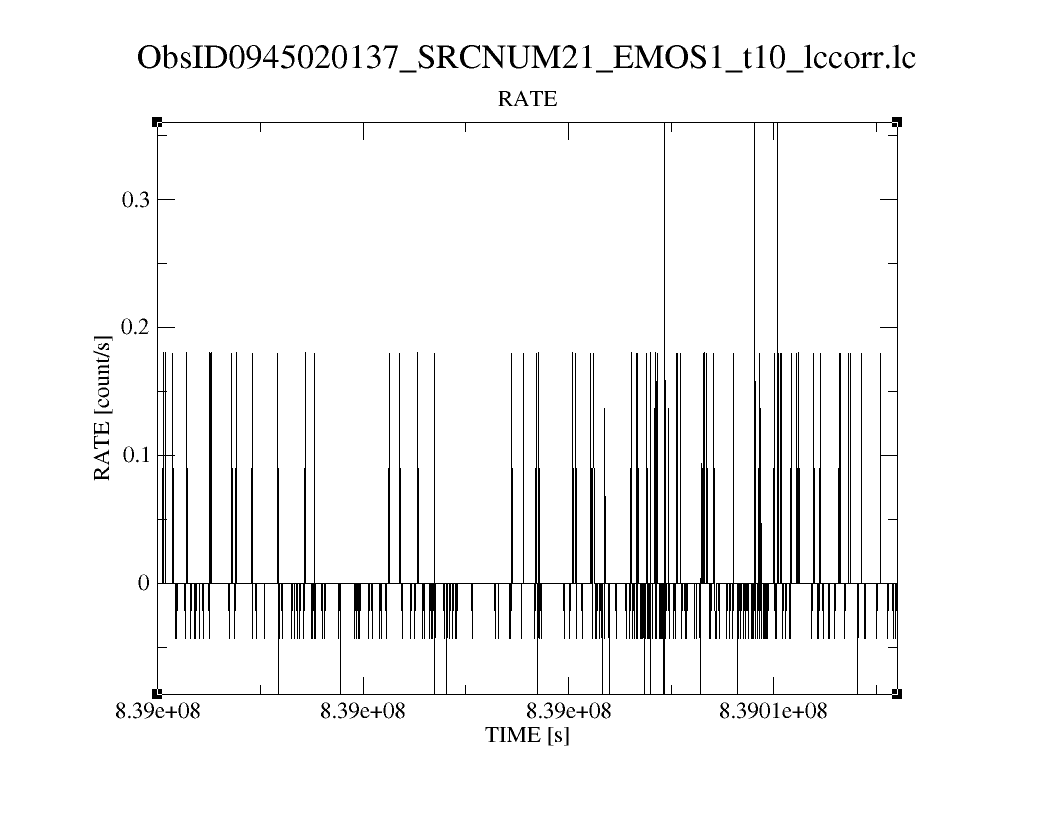 ObsID0945020137_SRCNUM21_EMOS1_t10_lccorr.lc
RATE
0.3
0.2
0.1
0
RATE [count/s]
8.39e+08 8.39e+08 8.39e+08 8.3901e+08
TIME [s]